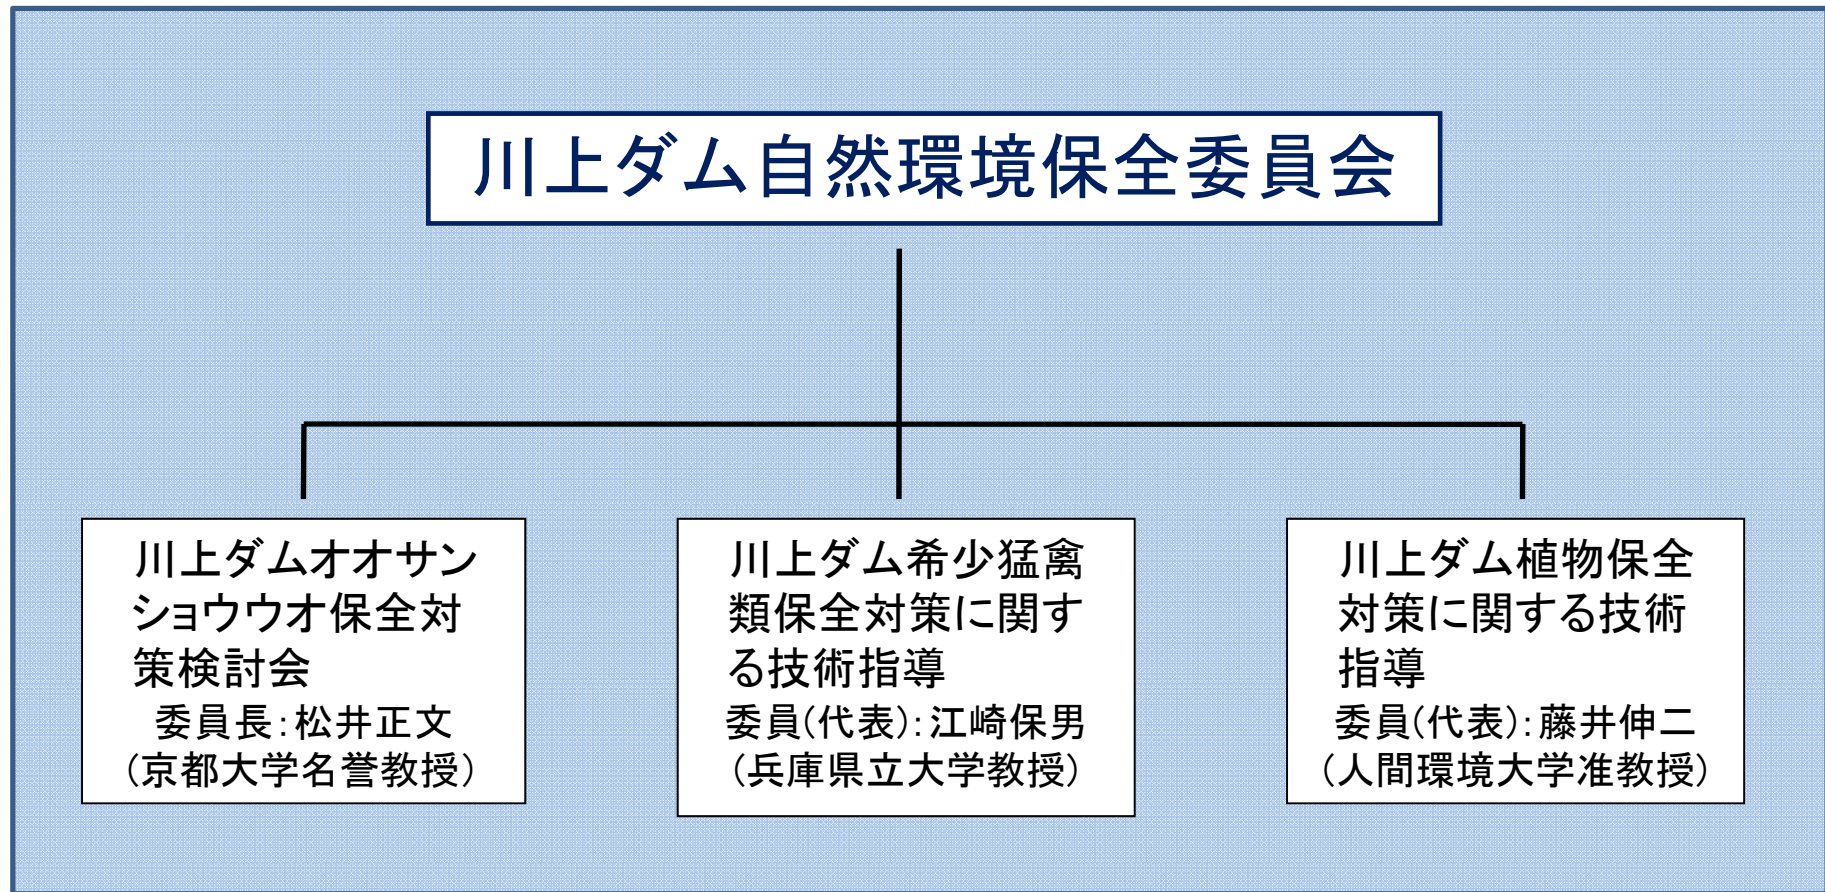 川上ダム自然環境保全委員会
川上ダムオオサン
ショウウオ保全対
策検討会
委員長：松井正文
（京都大学名誉教授）
川上ダム希少猛禽
類保全対策に関す
る技術指導
委員(代表)：江崎保男
（兵庫県立大学教授）
川上ダム植物保全
対策に関する技術
指導
委員(代表)：藤井伸二
（人間環境大学准教授）